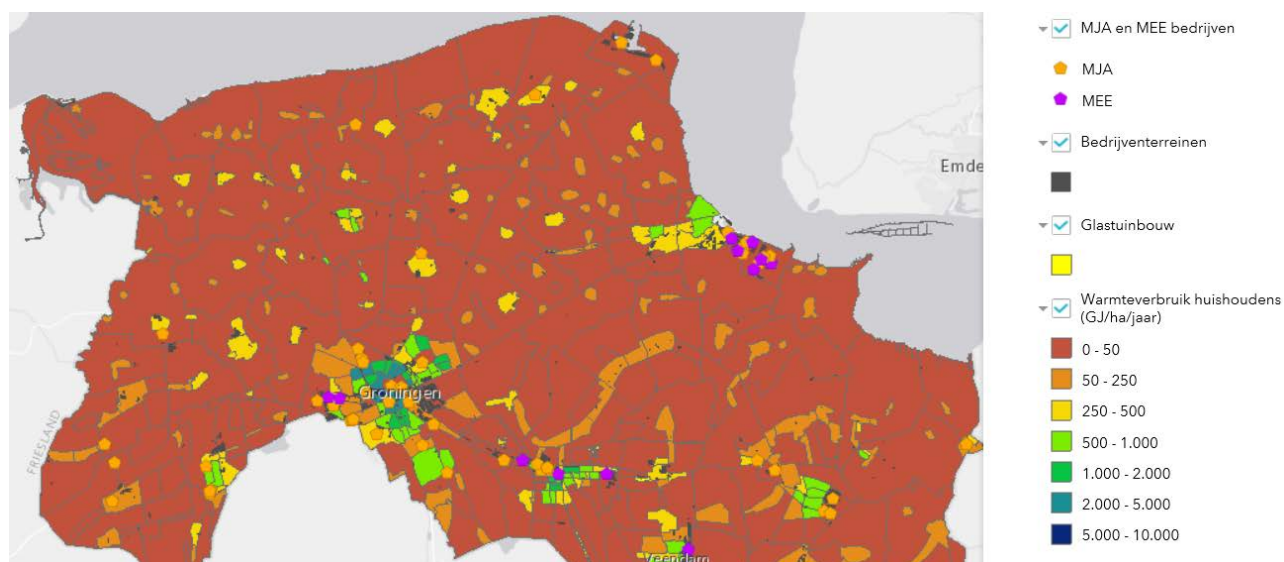 Emde
Groningen
FRIESLAND
Veendam
MJA en MEE bedrijven
MJA
MEE
Bedrijventerreinen
Glastuinbouw
Warmteverbruik huishoudens
(GJ/ha/jaar)
0 - 50
50 - 250
250 - 500
500 - 1.000
1.000 - 2.000
2.000 - 5.000
5.000 - 10.000